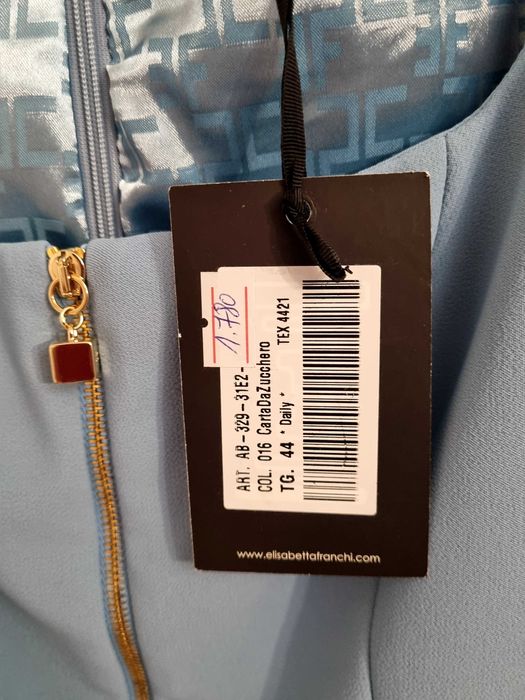 1.780
ART. AB-329-31E2-
COL. 016 CartaDaZucchero
TG. 44 * Daily *
TEX 4421
www.elisabettafranchi.com